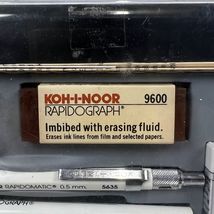 KOH-I-NOOR 9600
RAPIDOGRAPH®
Imbibed with erasing fluid.
Erases ink lines from film and selected papers.
RAPIDOMATIC® 0.5 mm. 5635